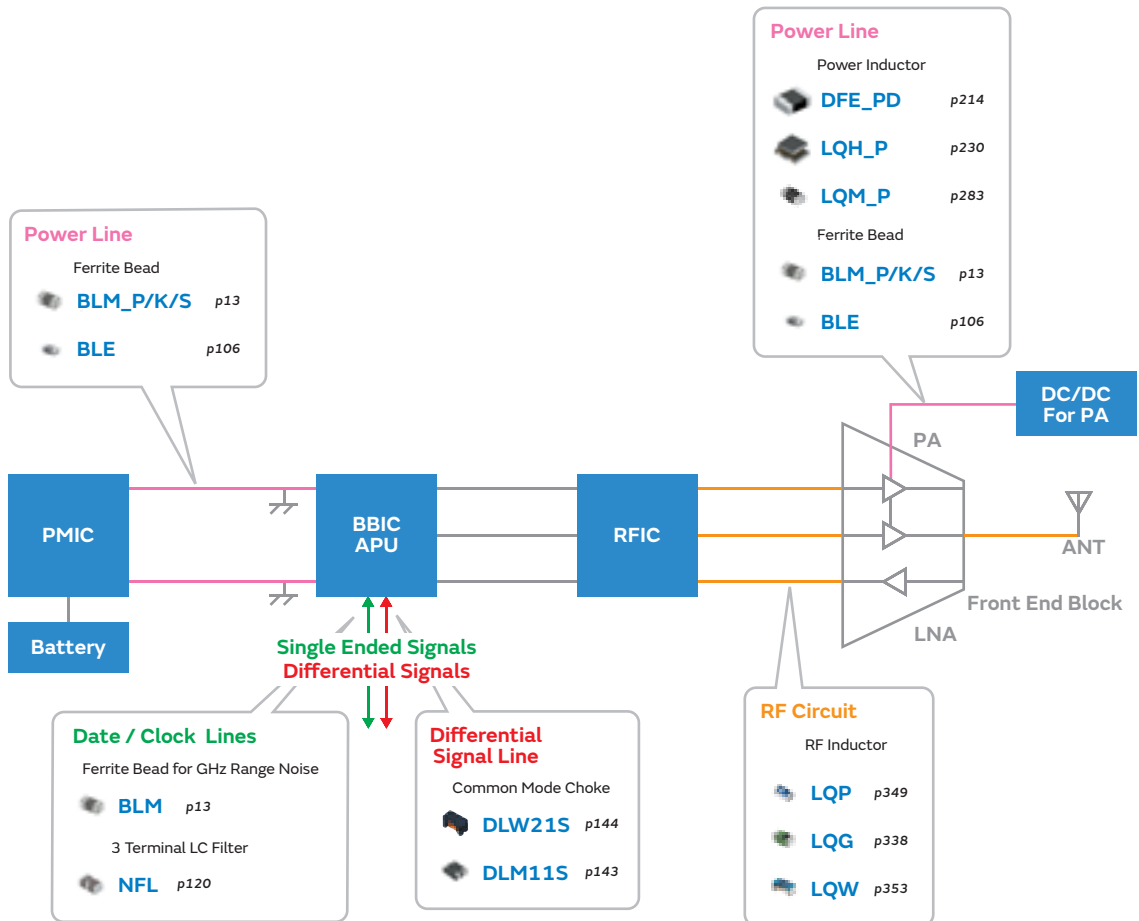 Power Line
Power Inductor
DFE_PD p214
LQH_P p230
LQM_P p283
Ferrite Bead
BLM_P/K/S p13
BLE p106
Power Line
Ferrite Bead
BLM_P/K/S p13
BLE p106
DC/DC
For PA
PA
PMIC
BBIC
APU
RFIC
ANT
Front End Block
LNA
Battery
Single Ended Signals
Differential Signals
Date / Clock Lines
Ferrite Bead for GHz Range Noise
BLM p13
3 Terminal LC Filter
NFL p120
Differential
Signal Line
Common Mode Choke
DLW21S p144
DLM11S p143
RF Circuit
RF Inductor
LQP p349
LQG p338
LQW p353